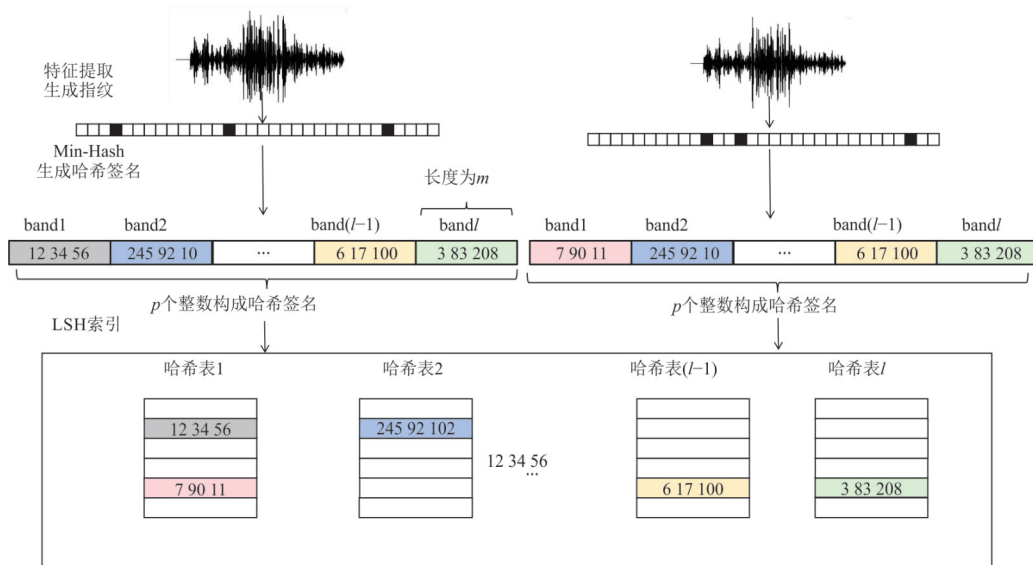 特征提取
生成指纹
Min-Hash
生成哈希签名
长度为m
band1 band2 band(l−1) bandl
band1 band2 band(l−1) bandl
12 34 56 245 92 10 ... 6 17 100 3 83 208
7 90 11 245 92 10 ... 6 17 100 3 83 208
p个整数构成哈希签名
p个整数构成哈希签名
LSH索引
哈希表1 哈希表2 哈希表(l−1) 哈希表l
12 34 56 245 92 102
12 34 56
...
7 90 11 6 17 100 3 83 208